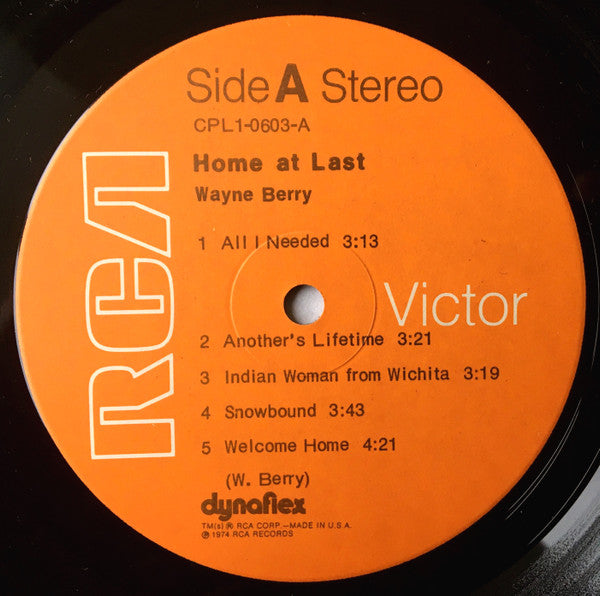 Side A Stereo
CPL1-0603-A
Home at Last
Wayne Berry
1 All I Needed 3:13
RCA
Victor
2 Another's Lifetime 3:21
3 Indian Woman from Wichita 3:19
4 Snowbound 3:43
5 Welcome Home 4:21
(W. Berry)
dynaflex
TM(s) ® RCA CORP.—MADE IN U.S.A.
℗ 1974 RCA RECORDS